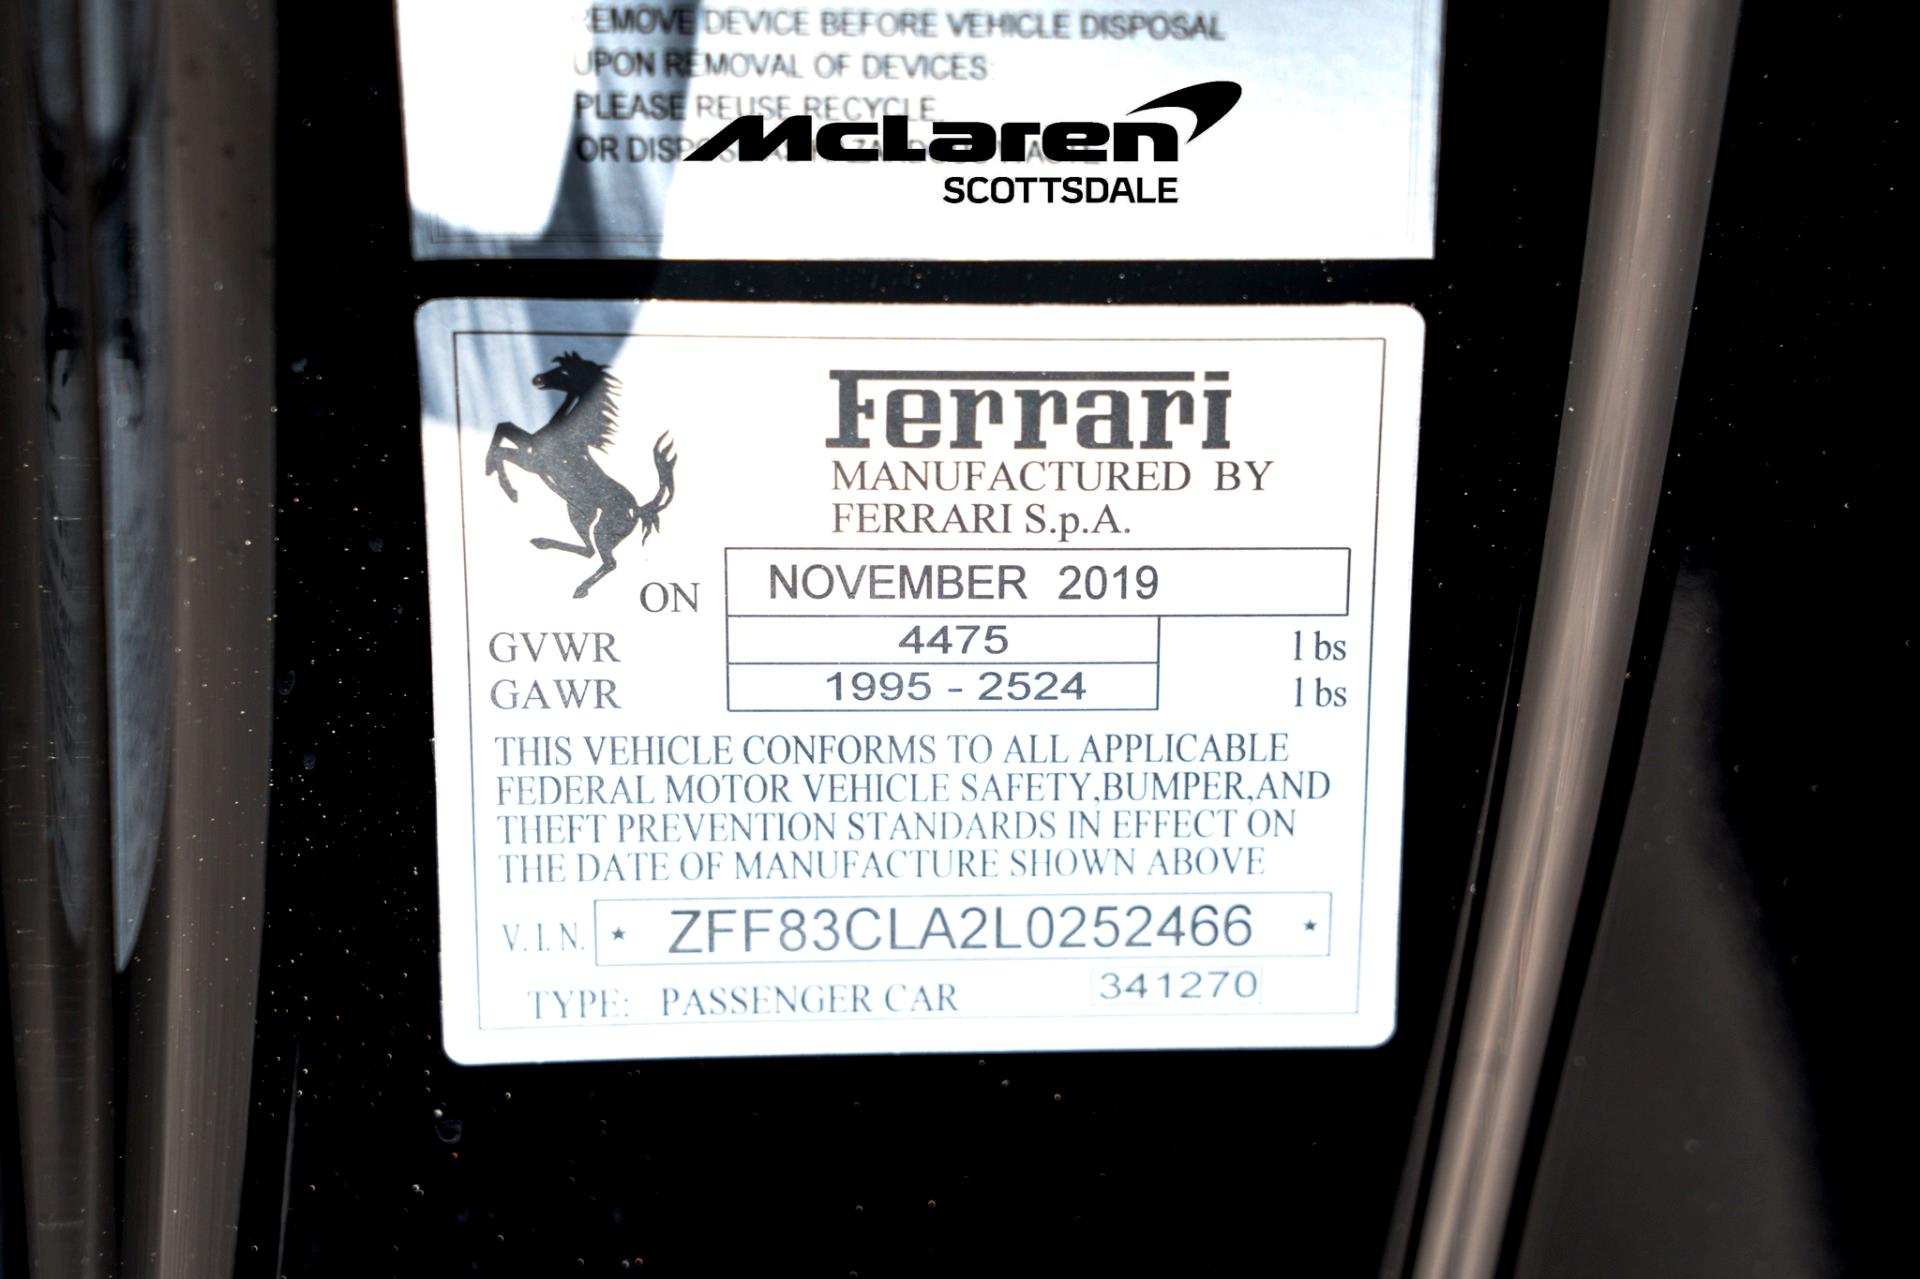 REMOVE DEVICE BEFORE VEHICLE DISPOSAL
UPON REMOVAL OF DEVICES:
PLEASE REUSE RECYCLE,
OR
McLaren
SCOTTSDALE
Ferrari
MANUFACTURED BY
FERRARI S.p.A.
ON NOVEMBER 2019
GVWR 4475 lbs
GAWR 1995 - 2524 lbs
THIS VEHICLE CONFORMS TO ALL APPLICABLE
FEDERAL MOTOR VEHICLE SAFETY,BUMPER,AND
THEFT PREVENTION STANDARDS IN EFFECT ON
THE DATE OF MANUFACTURE SHOWN ABOVE
V.I.N. * ZFF83CLA2L0252466 *
TYPE: PASSENGER CAR 341270